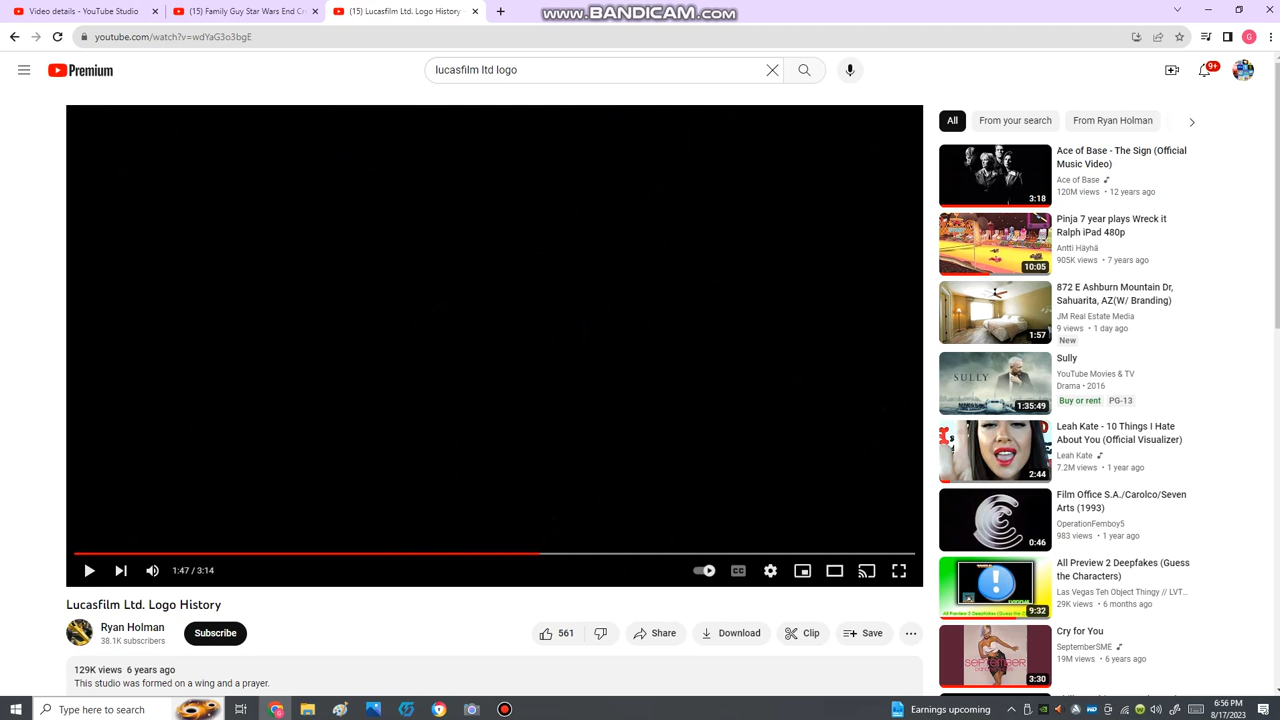 Video details - YouTube Studio
(15) Family Guy Star Wars End Cr
(15) Lucasfilm Ltd. Logo History
www.BANDICAM.com
youtube.com/watch?v=wdYaG3o3bgE
G
Premium
lucasfilm ltd logo
9+
All
From your search
From Ryan Holman
Ace of Base - The Sign (Official
Music Video)
Ace of Base
120M views • 12 years ago
3:18
Pinja 7 year plays Wreck it
Ralph iPad 480p
Antti Häyhä
905K views • 7 years ago
10:05
872 E Ashburn Mountain Dr,
Sahuarita, AZ(W/ Branding)
JM Real Estate Media
9 views • 1 day ago
New
1:57
SULLY
Sully
YouTube Movies & TV
Drama • 2016
Buy or rent
PG-13
1:35:49
Leah Kate - 10 Things I Hate
About You (Official Visualizer)
Leah Kate
7.2M views • 1 year ago
2:44
Film Office S.A./Carolco/Seven
Arts (1993)
OperationFemboy5
983 views • 1 year ago
0:46
All Preview 2 Deepfakes (Guess
the Characters)
Las Vegas Teh Object Thingy // LVT...
29K views • 6 months ago
9:32
Cry for You
SeptemberSME
19M views • 6 years ago
september
3:30
1:47 / 3:14
CC
Lucasfilm Ltd. Logo History
Ryan Holman
38.1K subscribers
Subscribe
561
Share
Download
Clip
Save
129K views 6 years ago
This studio was formed on a wing and a prayer.
Type here to search
Earnings upcoming
6:56 PM
8/17/2023